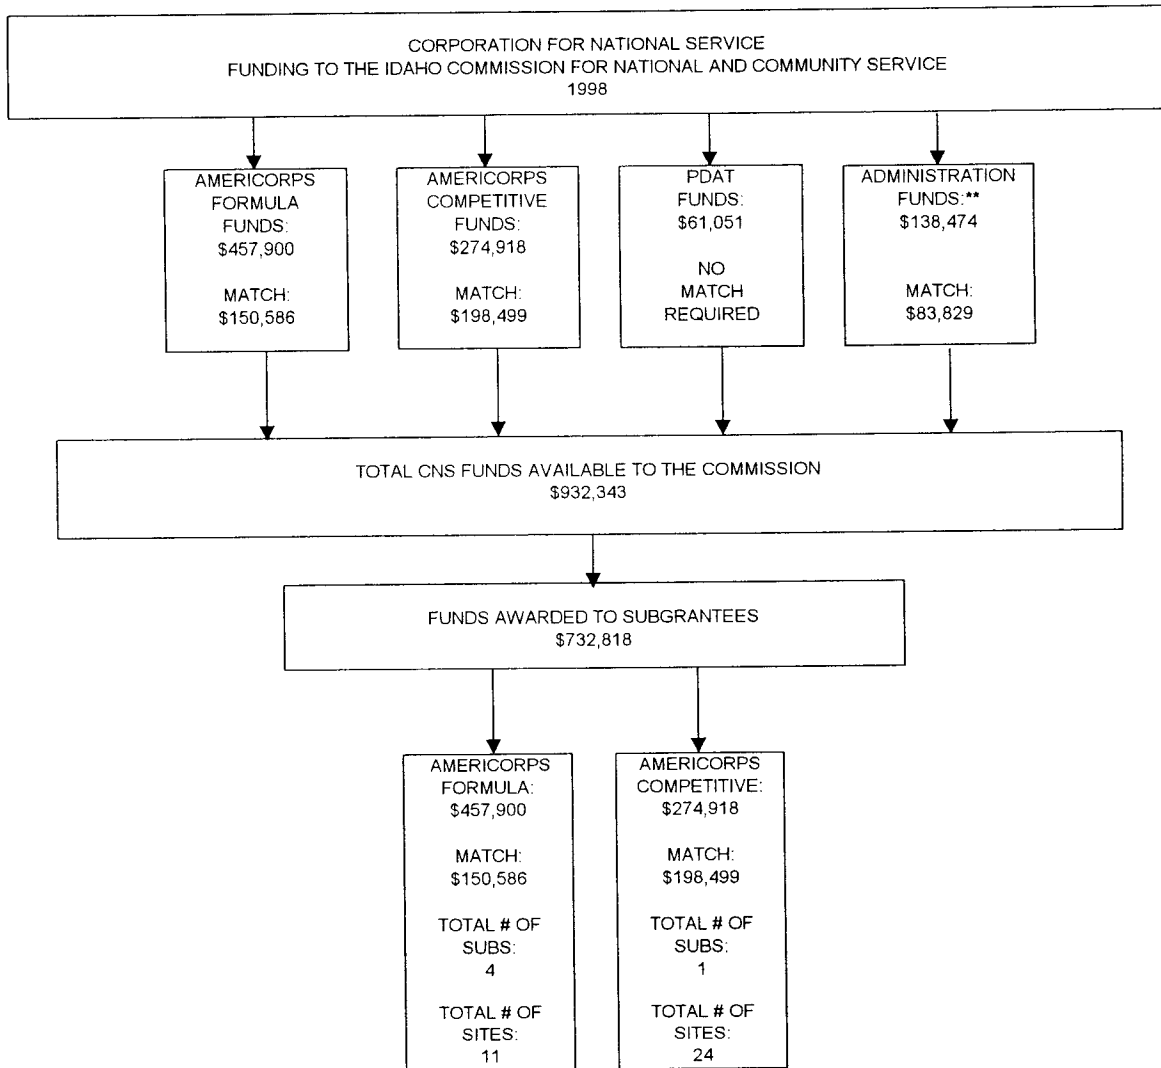 CORPORATION FOR NATIONAL SERVICE
FUNDING TO THE IDAHO COMMISSION FOR NATIONAL AND COMMUNITY SERVICE
1998
AMERICORPS
FORMULA
FUNDS:
$457,900
MATCH:
$150,586
AMERICORPS
COMPETITIVE
FUNDS:
$274,918
MATCH:
$198,499
PDAT
FUNDS:
$61,051
NO
MATCH
REQUIRED
ADMINISTRATION
FUNDS:**
$138,474
MATCH:
$83,829
TOTAL CNS FUNDS AVAILABLE TO THE COMMISSION
$932,343
FUNDS AWARDED TO SUBGRANTEES
$732,818
AMERICORPS
FORMULA:
$457,900
MATCH:
$150,586
TOTAL # OF
SUBS:
4
TOTAL # OF
SITES:
11
AMERICORPS
COMPETITIVE:
$274,918
MATCH:
$198,499
TOTAL # OF
SUBS:
1
TOTAL # OF
SITES:
24